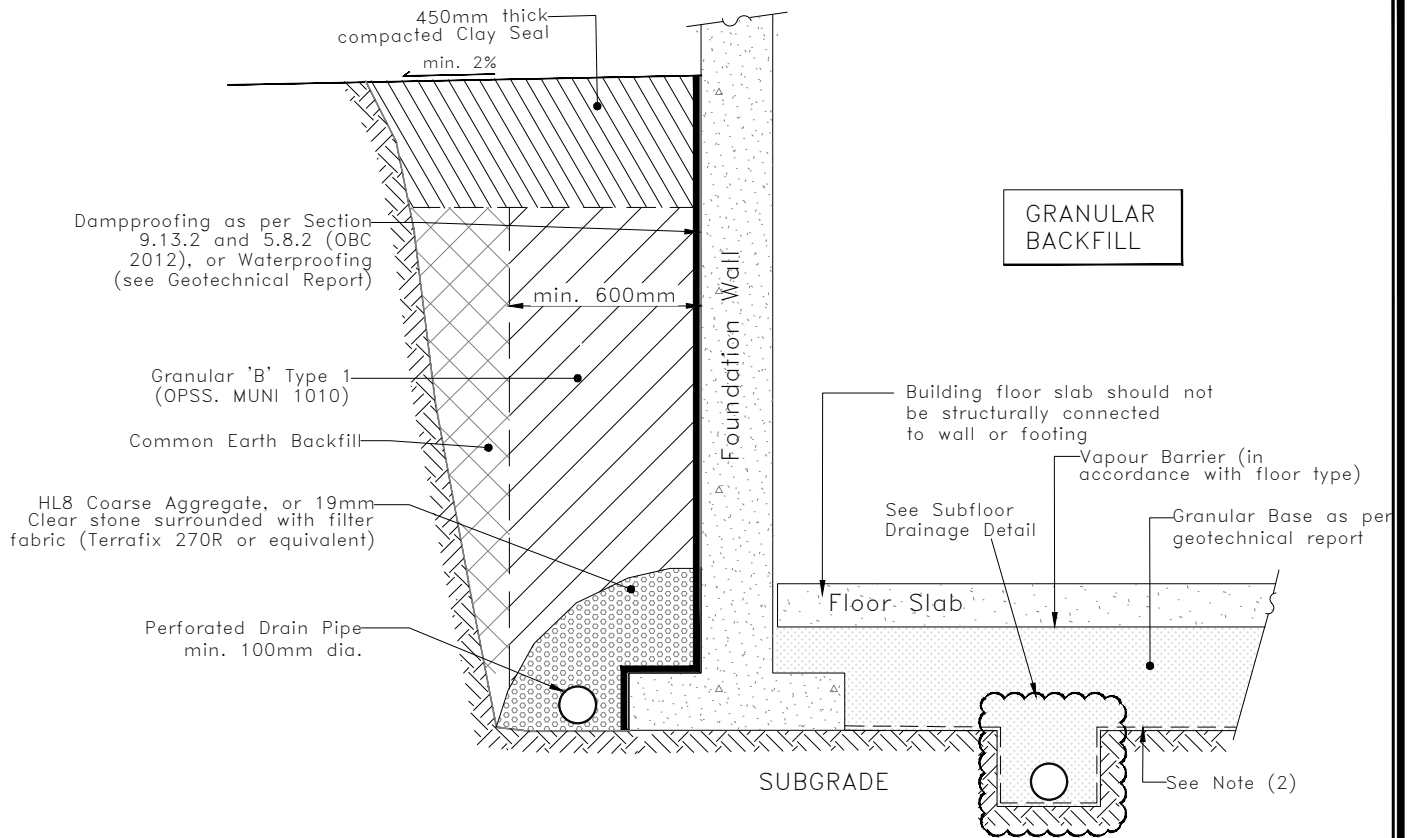 450mm thick
compacted Clay Seal
min. 2%
Dampproofing as per Section
9.13.2 and 5.8.2 (OBC
2012), or Waterproofing
(see Geotechnical Report)
min. 600mm
Foundation Wall
GRANULAR
BACKFILL
Granular 'B' Type 1
(OPSS. MUNI 1010)
Common Earth Backfill
HL8 Coarse Aggregate, or 19mm
Clear stone surrounded with filter
fabric (Terrafix 270R or equivalent)
Perforated Drain Pipe
min. 100mm dia.
Building floor slab should not
be structurally connected
to wall or footing
Vapour Barrier (in
accordance with floor type)
See Subfloor
Drainage Detail
Granular Base as per
geotechnical report
Floor Slab
SUBGRADE
See Note (2)